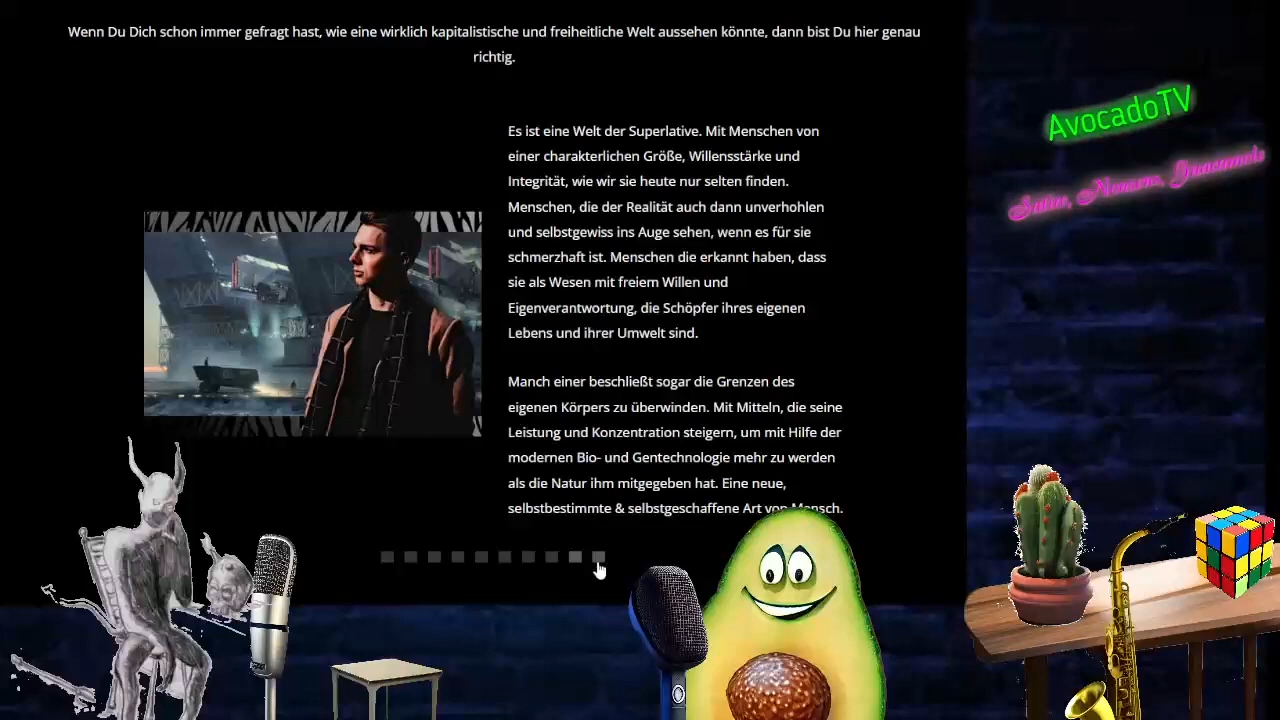 Wenn Du Dich schon immer gefragt hast, wie eine wirklich kapitalistische und freiheitliche Welt aussehen könnte, dann bist Du hier genau
richtig.
Es ist eine Welt der Superlative. Mit Menschen von
einer charakterlichen Größe, Willensstärke und
Integrität, wie wir sie heute nur selten finden.
Menschen, die der Realität auch dann unverhohlen
und selbstgewiss ins Auge sehen, wenn es für sie
schmerzhaft ist. Menschen die erkannt haben, dass
sie als Wesen mit freiem Willen und
Eigenverantwortung, die Schöpfer ihres eigenen
Lebens und ihrer Umwelt sind.
Manch einer beschließt sogar die Grenzen des
eigenen Körpers zu überwinden. Mit Mitteln, die seine
Leistung und Konzentration steigern, um mit Hilfe der
modernen Bio- und Gentechnologie mehr zu werden
als die Natur ihm mitgegeben hat. Eine neue,
selbstbestimmte & selbstgeschaffene Art von Mensch.
AvocadoTV
Satire, Nonsens, Guacamole